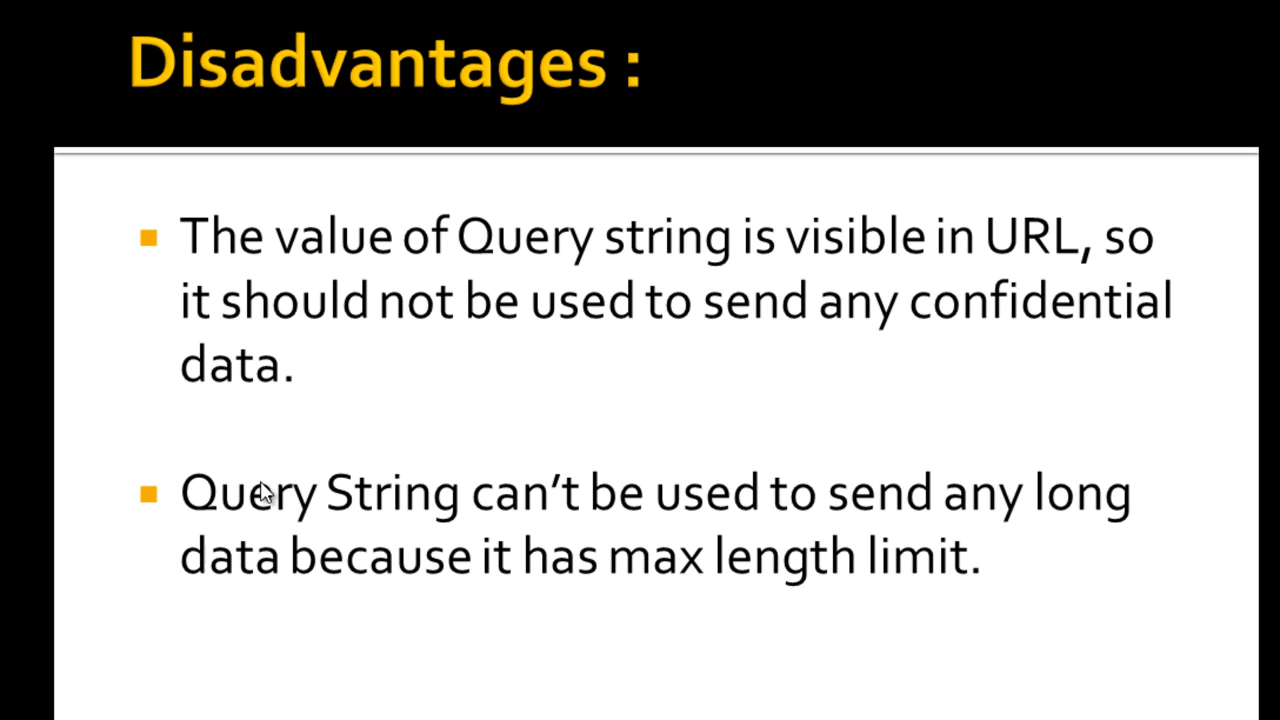 Disadvantages :
The value of Query string is visible in URL, so
it should not be used to send any confidential
data.
Query String can’t be used to send any long
data because it has max length limit.